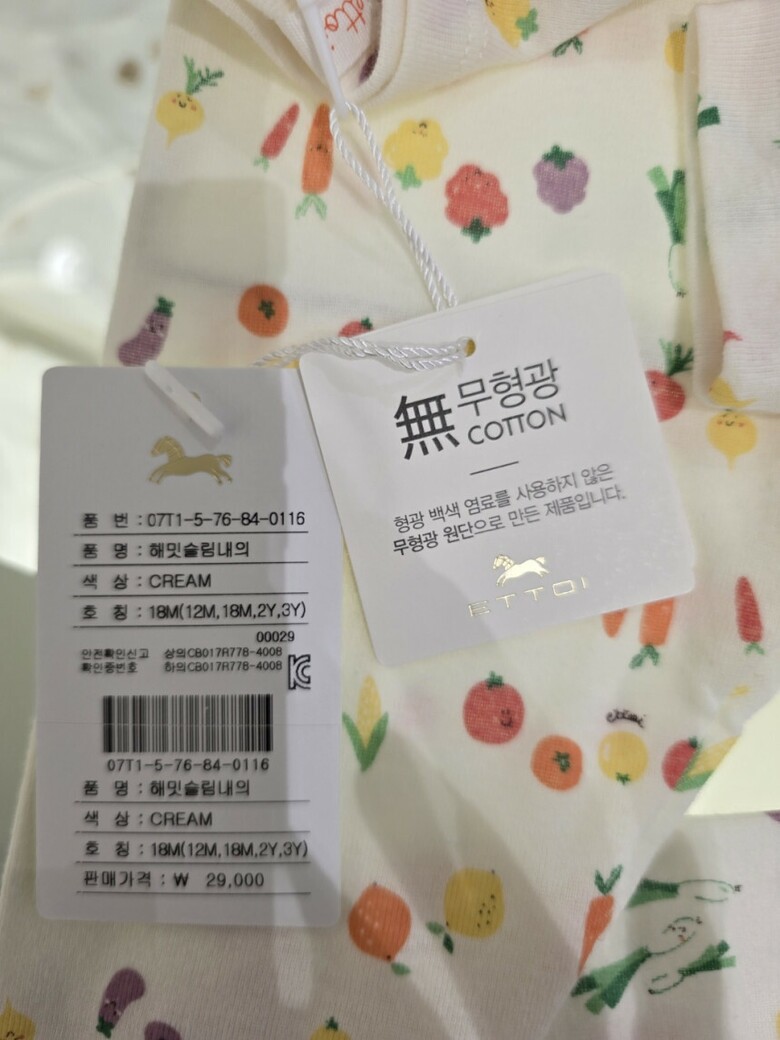 품 번 : 07T1-5-76-84-0116
품 명 : 해밋슬림내의
색 상 : CREAM
호 칭 : 18M(12M,18M,2Y,3Y)
00029
안전확인신고 상의CB017R778-4008
확인증번호 하의CB017R778-4008
07T1-5-76-84-0116
품 명 : 해밋슬림내의
색 상 : CREAM
호 칭 : 18M(12M,18M,2Y,3Y)
판매가격 : ₩ 29,000
無 무형광
COTTON
형광 백색 염료를 사용하지 않은
무형광 원단으로 만든 제품입니다.
ETTOI
ettoi